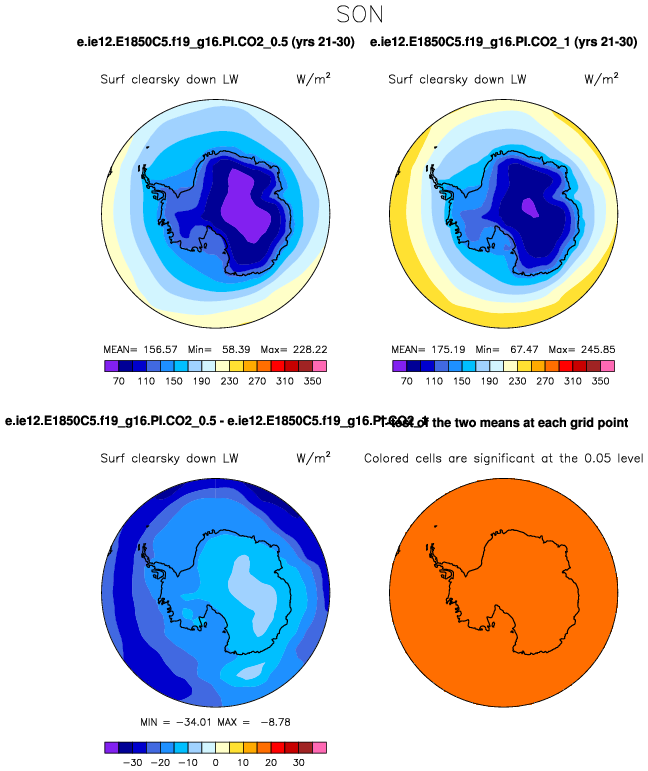 SON
e.ie12.E1850C5.f19_g16.PI.CO2_0.5 (yrs 21-30)
e.ie12.E1850C5.f19_g16.PI.CO2_1 (yrs 21-30)
Surf clearsky down LW W/m²
Surf clearsky down LW W/m²
MEAN= 156.57 Min= 58.39 Max= 228.22
MEAN= 175.19 Min= 67.47 Max= 245.85
70 110 150 190 230 270 310 350
70 110 150 190 230 270 310 350
e.ie12.E1850C5.f19_g16.PI.CO2_0.5 - e.ie12.E1850C5.f19_g16.PI.CO2_1
T-test of the two means at each grid point
Surf clearsky down LW W/m²
Colored cells are significant at the 0.05 level
MIN = −34.01 MAX = −8.78
−30 −20 −10 0 10 20 30